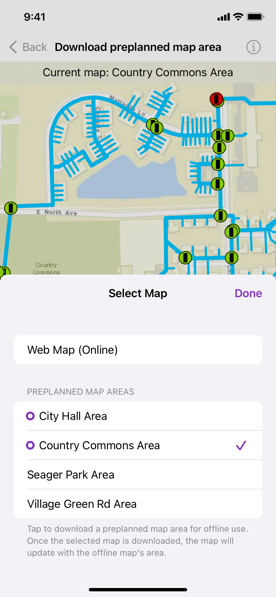 9:41
Back Download preplanned map area
Current map: Country Commons Area
E North Ave
Country
Commons
Select Map Done
Web Map (Online)
PREPLANNED MAP AREAS
City Hall Area
Country Commons Area
Seager Park Area
Village Green Rd Area
Tap to download a preplanned map area for offline use.
Once the selected map is downloaded, the map will
update with the offline map's area.